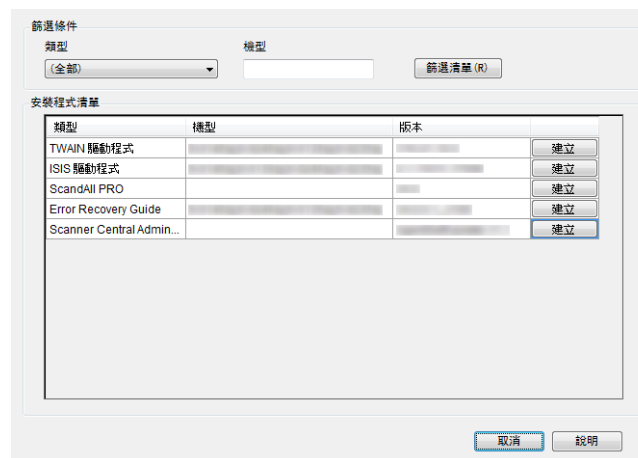 篩選條件
類型 機型
(全部) 篩選清單(R)
安裝程式清單
類型 機型 版本
TWAIN 驅動程式 建立
ISIS 驅動程式 建立
ScandAll PRO 建立
Error Recovery Guide 建立
Scanner Central Admin... 建立
取消 說明